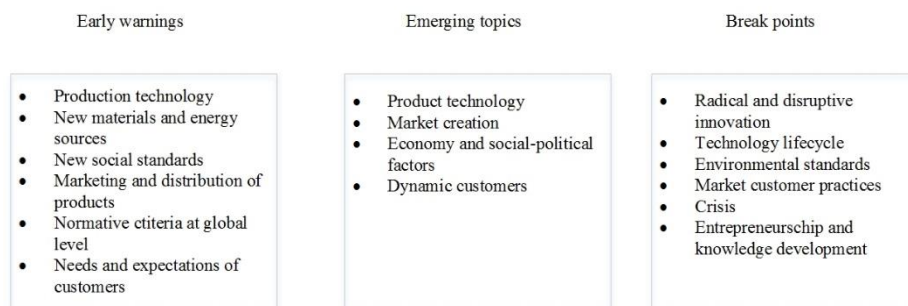 Early warnings
• Production technology
• New materials and energy
sources
• New social standards
• Marketing and distribution of
products
• Normative ctiteria at global
level
• Needs and expectations of
customers
Emerging topics
• Product technology
• Market creation
• Economy and social-political
factors
• Dynamic customers
Break points
• Radical and disruptive
innovation
• Technology lifecycle
• Environmental standards
• Market customer practices
• Crisis
• Entrepreneurschip and
knowledge development